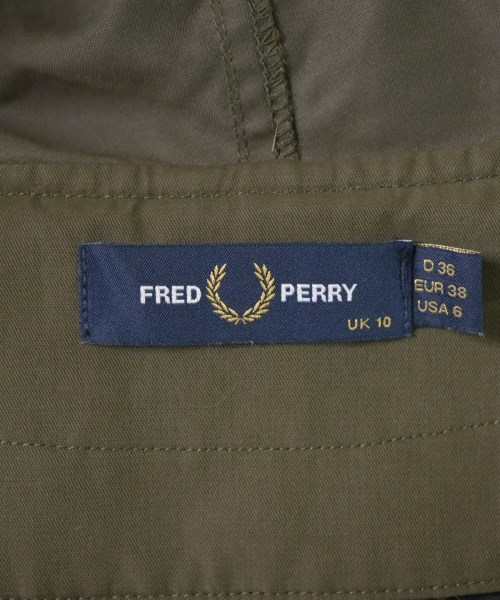 FRED PERRY
UK 10
D 36
EUR 38
USA 6